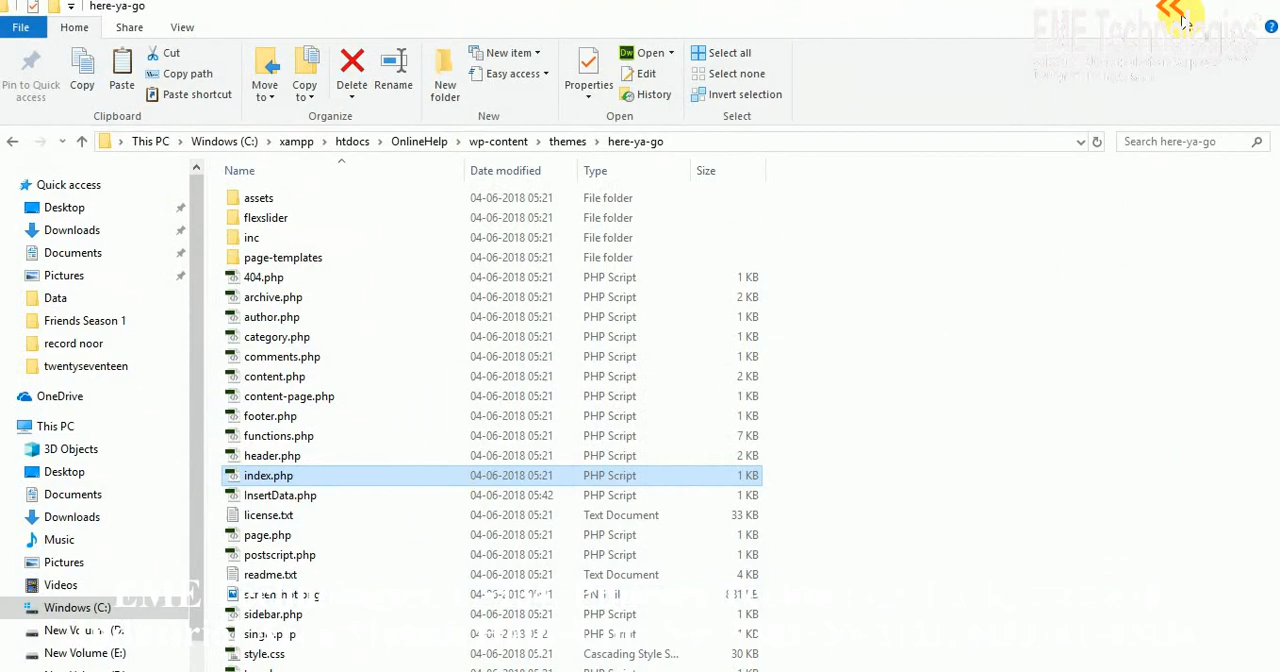 here-ya-go
File Home Share View
EME Technologies
Pin to Quick access
Copy
Paste
Cut
Copy path
Paste shortcut
Clipboard
Move to
Copy to
Delete
Rename
Organize
New folder
New item
Easy access
New
Properties
Open
Edit
History
Open
Select all
Select none
Invert selection
Select
This PC > Windows (C:) > xampp > htdocs > OnlineHelp > wp-content > themes > here-ya-go
Search here-ya-go
Quick access
Desktop
Downloads
Documents
Pictures
Data
Friends Season 1
record noor
twentyseventeen
OneDrive
This PC
3D Objects
Desktop
Documents
Downloads
Music
Pictures
Videos
Windows (C:)
New Volume (E:)
Name Date modified Type Size
assets 04-06-2018 05:21 File folder
flexslider 04-06-2018 05:21 File folder
inc 04-06-2018 05:21 File folder
page-templates 04-06-2018 05:21 File folder
404.php 04-06-2018 05:21 PHP Script 1 KB
archive.php 04-06-2018 05:21 PHP Script 2 KB
author.php 04-06-2018 05:21 PHP Script 1 KB
category.php 04-06-2018 05:21 PHP Script 1 KB
comments.php 04-06-2018 05:21 PHP Script 1 KB
content.php 04-06-2018 05:21 PHP Script 2 KB
content-page.php 04-06-2018 05:21 PHP Script 1 KB
footer.php 04-06-2018 05:21 PHP Script 1 KB
functions.php 04-06-2018 05:21 PHP Script 7 KB
header.php 04-06-2018 05:21 PHP Script 2 KB
index.php 04-06-2018 05:21 PHP Script 1 KB
InsertData.php 04-06-2018 05:42 PHP Script 1 KB
license.txt 04-06-2018 05:21 Text Document 33 KB
page.php 04-06-2018 05:21 PHP Script 1 KB
postscript.php 04-06-2018 05:21 PHP Script 1 KB
readme.txt 04-06-2018 05:21 Text Document 4 KB
EME
sidebar.php 04-06-2018 05:21 PHP Script 1 KB
style.css 04-06-2018 05:21 Cascading Style S... 30 KB